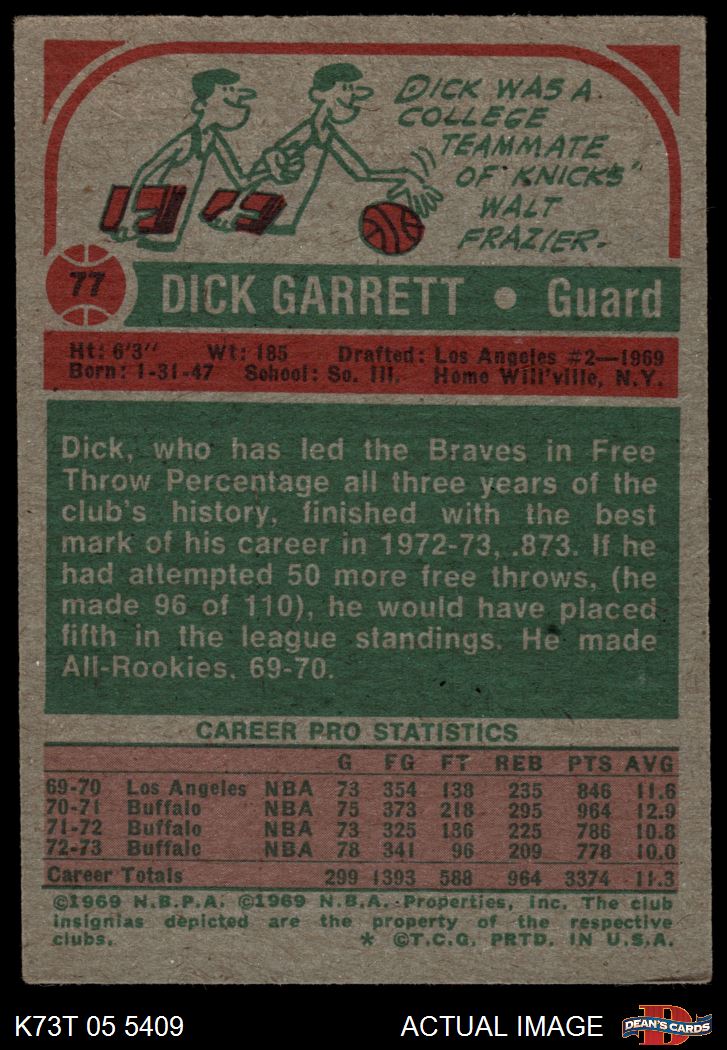 DICK WAS A
COLLEGE
TEAMMATE
OF "KNICKS"
WALT
FRAZIER-
77
DICK GARRETT • Guard
Ht: 6'3" Wt: 185 Drafted: Los Angeles #2—1969
Born: 1-31-47 School: So. Ill. Home Will'ville, N.Y.
Dick, who has led the Braves in Free
Throw Percentage all three years of the
club's history, finished with the best
mark of his career in 1972-73, .873. If he
had attempted 50 more free throws, (he
made 96 of 110), he would have placed
fifth in the league standings. He made
All-Rookies, 69-70.
CAREER PRO STATISTICS
G FG FT REB PTS AVG
69-70 Los Angeles NBA 73 354 138 235 846 11.6
70-71 Buffalo NBA 75 373 218 295 964 12.9
71-72 Buffalo NBA 73 325 136 225 786 10.8
72-73 Buffalo NBA 78 341 96 209 778 10.0
Career Totals 299 1393 588 964 3374 11.3
©1969 N.B.P.A. ©1969 N.B.A. Properties, Inc. The club
insignias depicted are the property of the respective
clubs. * ©T.C.G. PRTD. IN U.S.A.
K73T 05 5409 ACTUAL IMAGE
D
DEAN'S CARDS